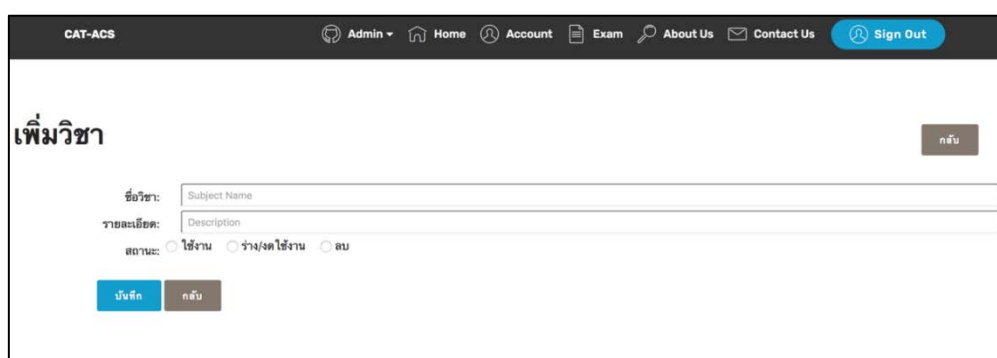 CAT-ACS Admin Home Account Exam About Us Contact Us Sign Out
เพิ่มวิชา
กลับ
ชื่อวิชา: Subject Name
รายละเอียด: Description
สถานะ: ใช้งาน ร่าง/งดใช้งาน ลบ
บันทึก กลับ